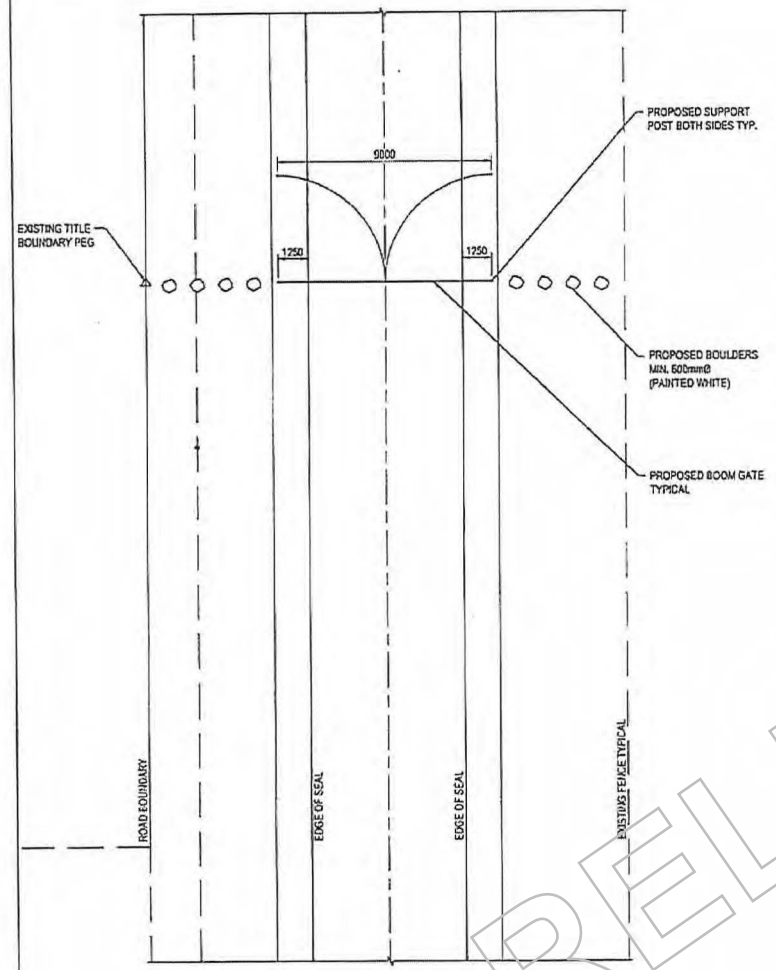 PROPOSED SUPPORT
POST BOTH SIDES TYP.
9000
EXISTING TITLE
BOUNDARY PEG
1250
1250
PROPOSED BOULDERS
MIN. 600mmØ
(PAINTED WHITE)
PROPOSED BOOM GATE
TYPICAL
ROAD BOUNDARY
EDGE OF SEAL
EDGE OF SEAL
EXISTING FENCE TYPICAL